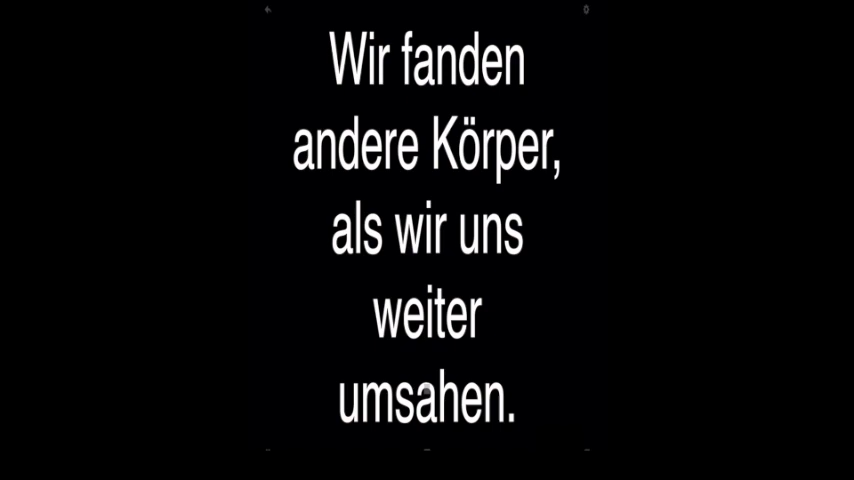 Wir fanden
andere Körper,
als wir uns
weiter
umsahen.